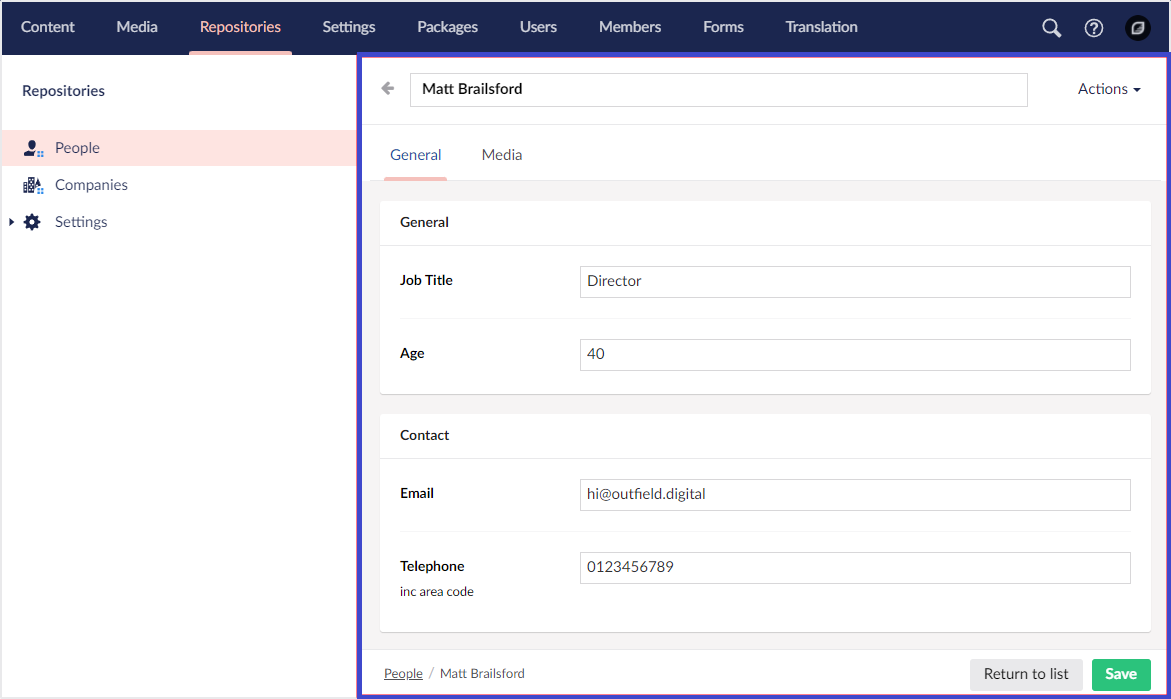 Content Media Repositories Settings Packages Users Members Forms Translation
Repositories
People
Companies
Settings
Matt Brailsford
Actions
General Media
General
Job Title Director
Age 40
Contact
Email hi@outfield.digital
Telephone 0123456789
inc area code
People / Matt Brailsford
Return to list Save